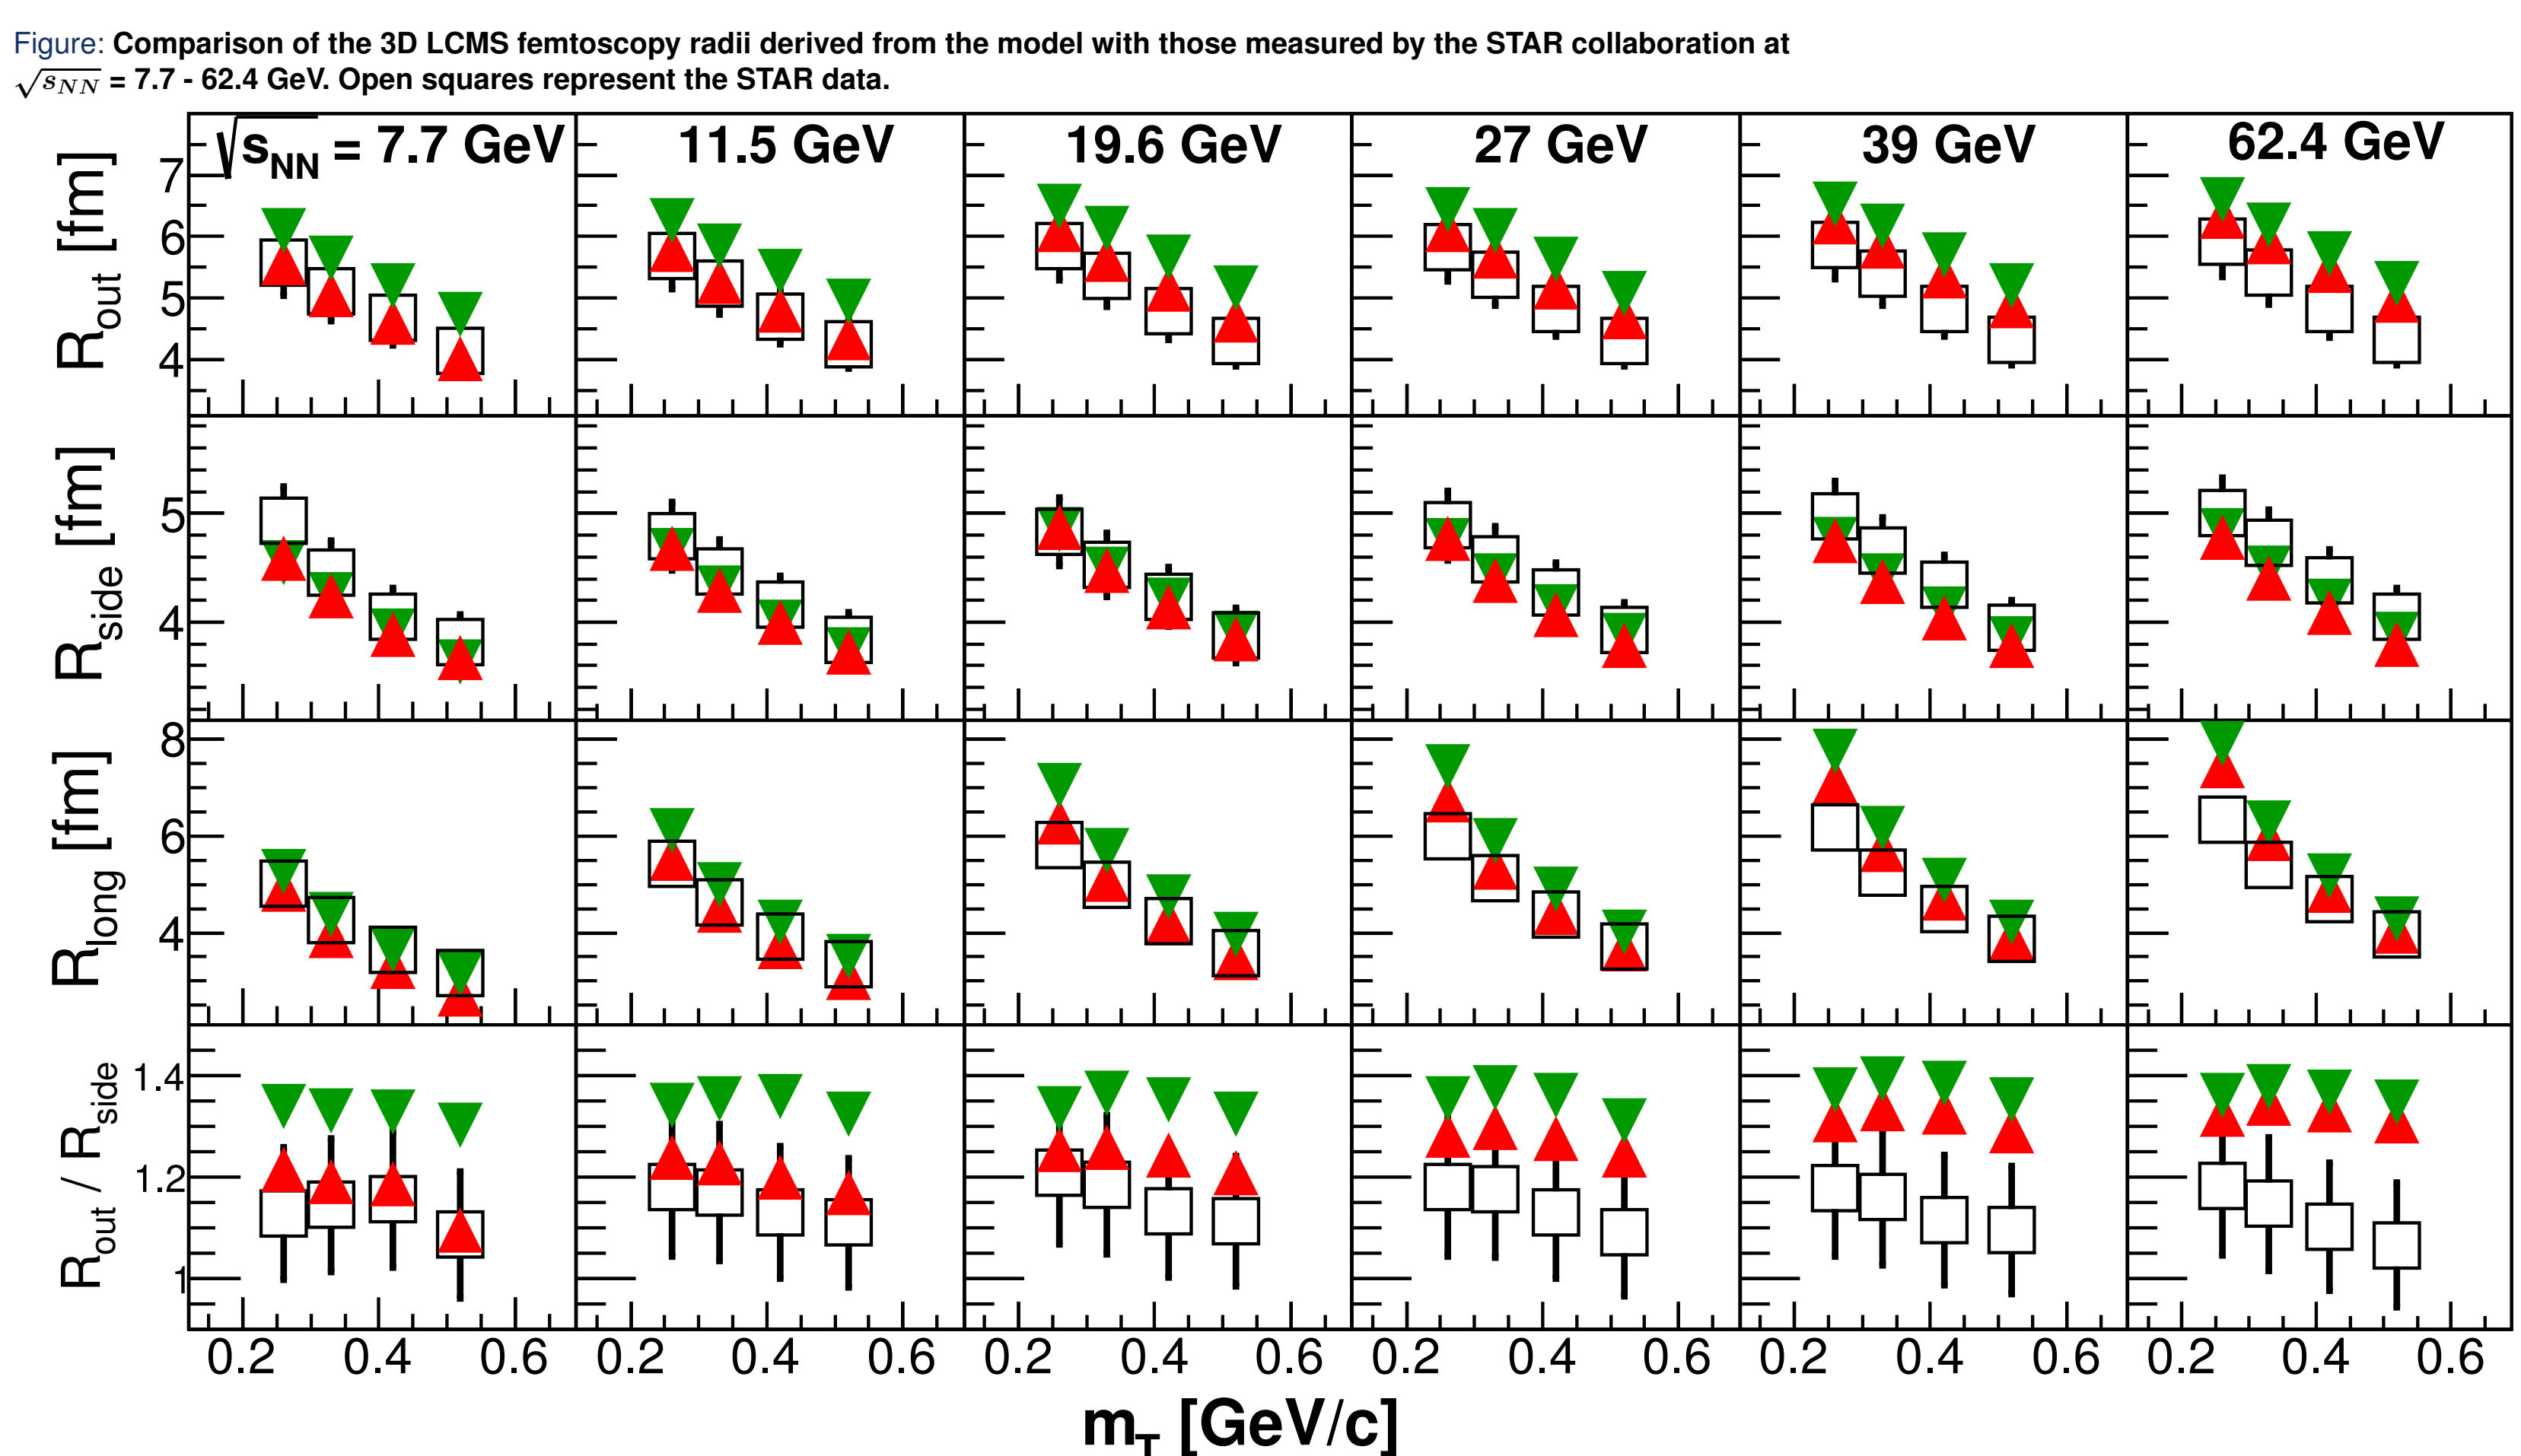 Figure: Comparison of the 3D LCMS femtoscopy radii derived from the model with those measured by the STAR collaboration at
√sNN = 7.7 - 62.4 GeV. Open squares represent the STAR data.
√sNN = 7.7 GeV 11.5 GeV 19.6 GeV 27 GeV 39 GeV 62.4 GeV
Rout [fm]
7
6
5
4
Rside [fm]
5
4
Rlong [fm]
8
6
4
Rout / Rside
1.4
1.2
1
0.2 0.4 0.6 0.2 0.4 0.6 0.2 0.4 0.6 0.2 0.4 0.6 0.2 0.4 0.6 0.2 0.4 0.6
mT [GeV/c]